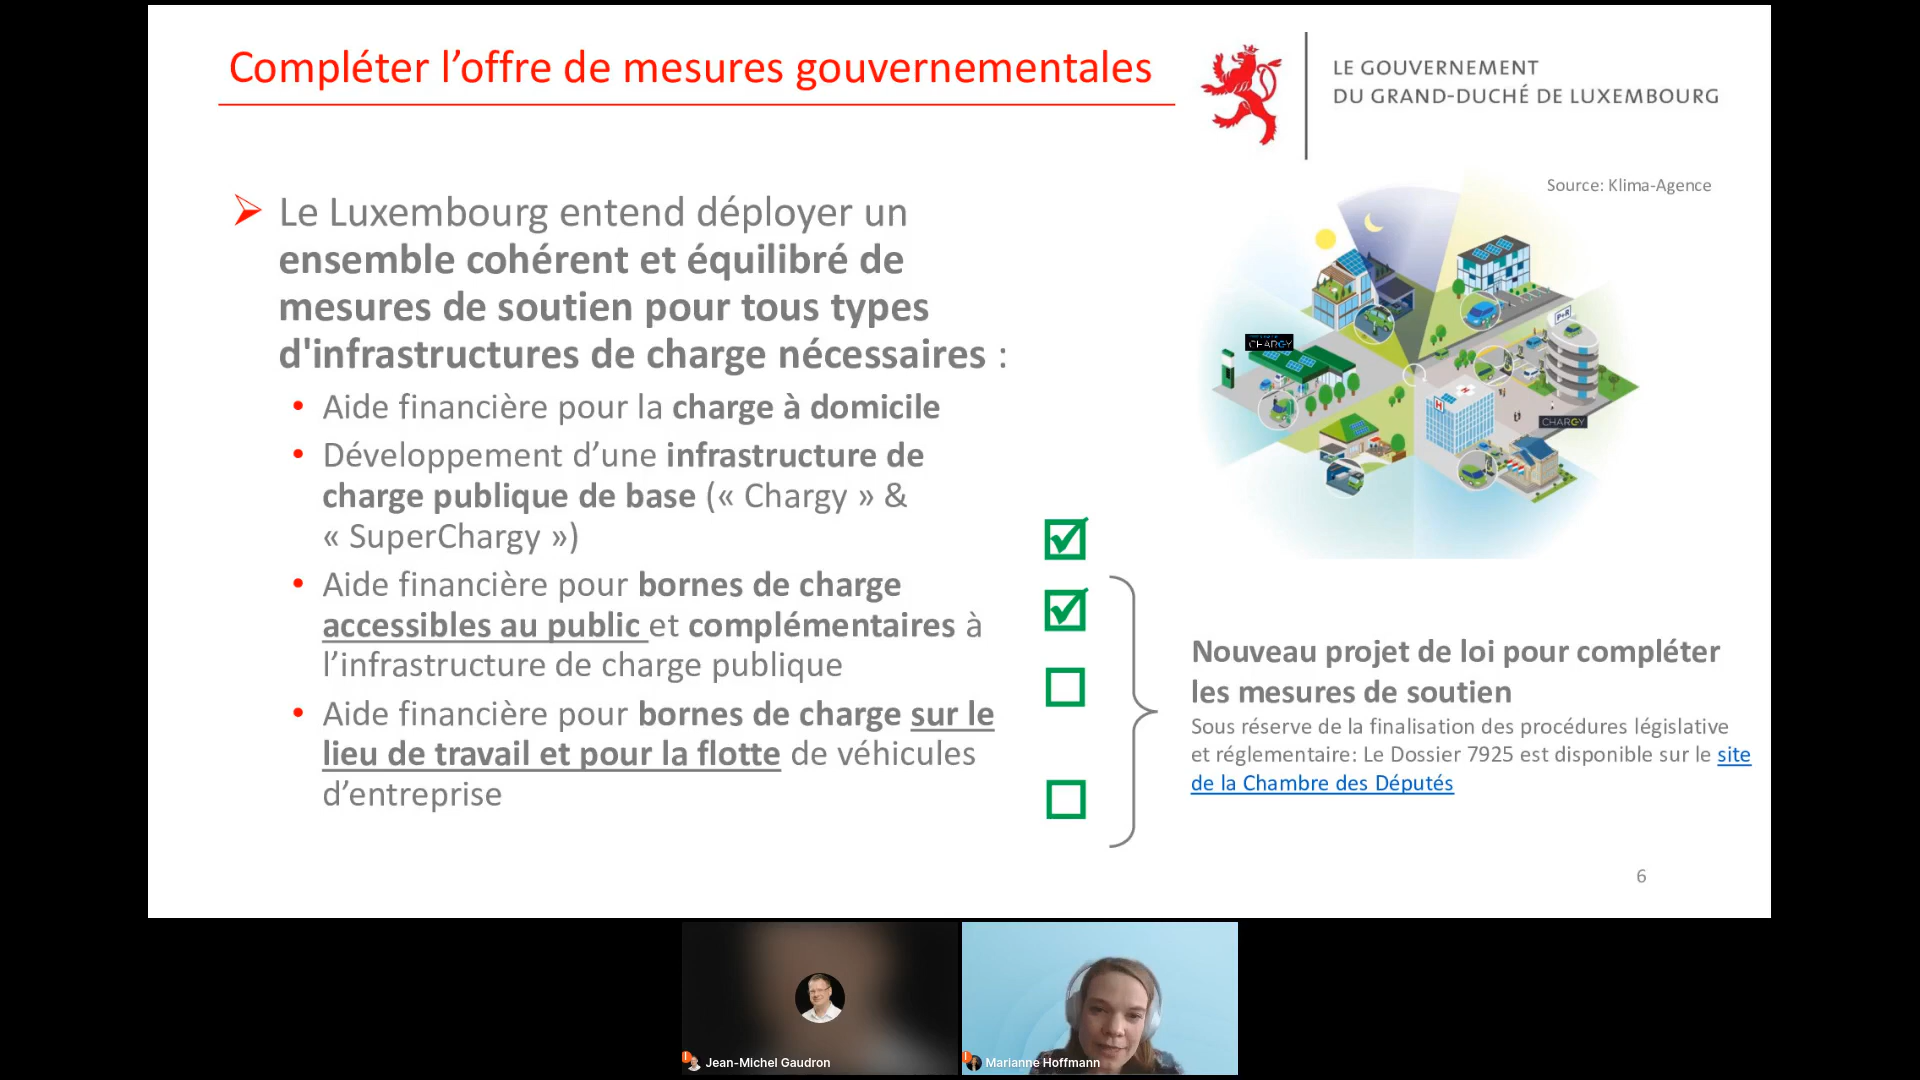 Compléter l’offre de mesures gouvernementales
LE GOUVERNEMENT
DU GRAND-DUCHÉ DE LUXEMBOURG
Source: Klima-Agence
Le Luxembourg entend déployer un
ensemble cohérent et équilibré de
mesures de soutien pour tous types
d'infrastructures de charge nécessaires :
• Aide financière pour la charge à domicile
• Développement d’une infrastructure de
charge publique de base (« Chargy » &
« SuperChargy »)
• Aide financière pour bornes de charge
accessibles au public et complémentaires à
l’infrastructure de charge publique
• Aide financière pour bornes de charge sur le
lieu de travail et pour la flotte de véhicules
d’entreprise
P+R
CHARGY
H
H
CHARGY
Nouveau projet de loi pour compléter
les mesures de soutien
Sous réserve de la finalisation des procédures législative
et réglementaire: Le Dossier 7925 est disponible sur le site
de la Chambre des Députés
6
Jean-Michel Gaudron
Marianne Hoffmann